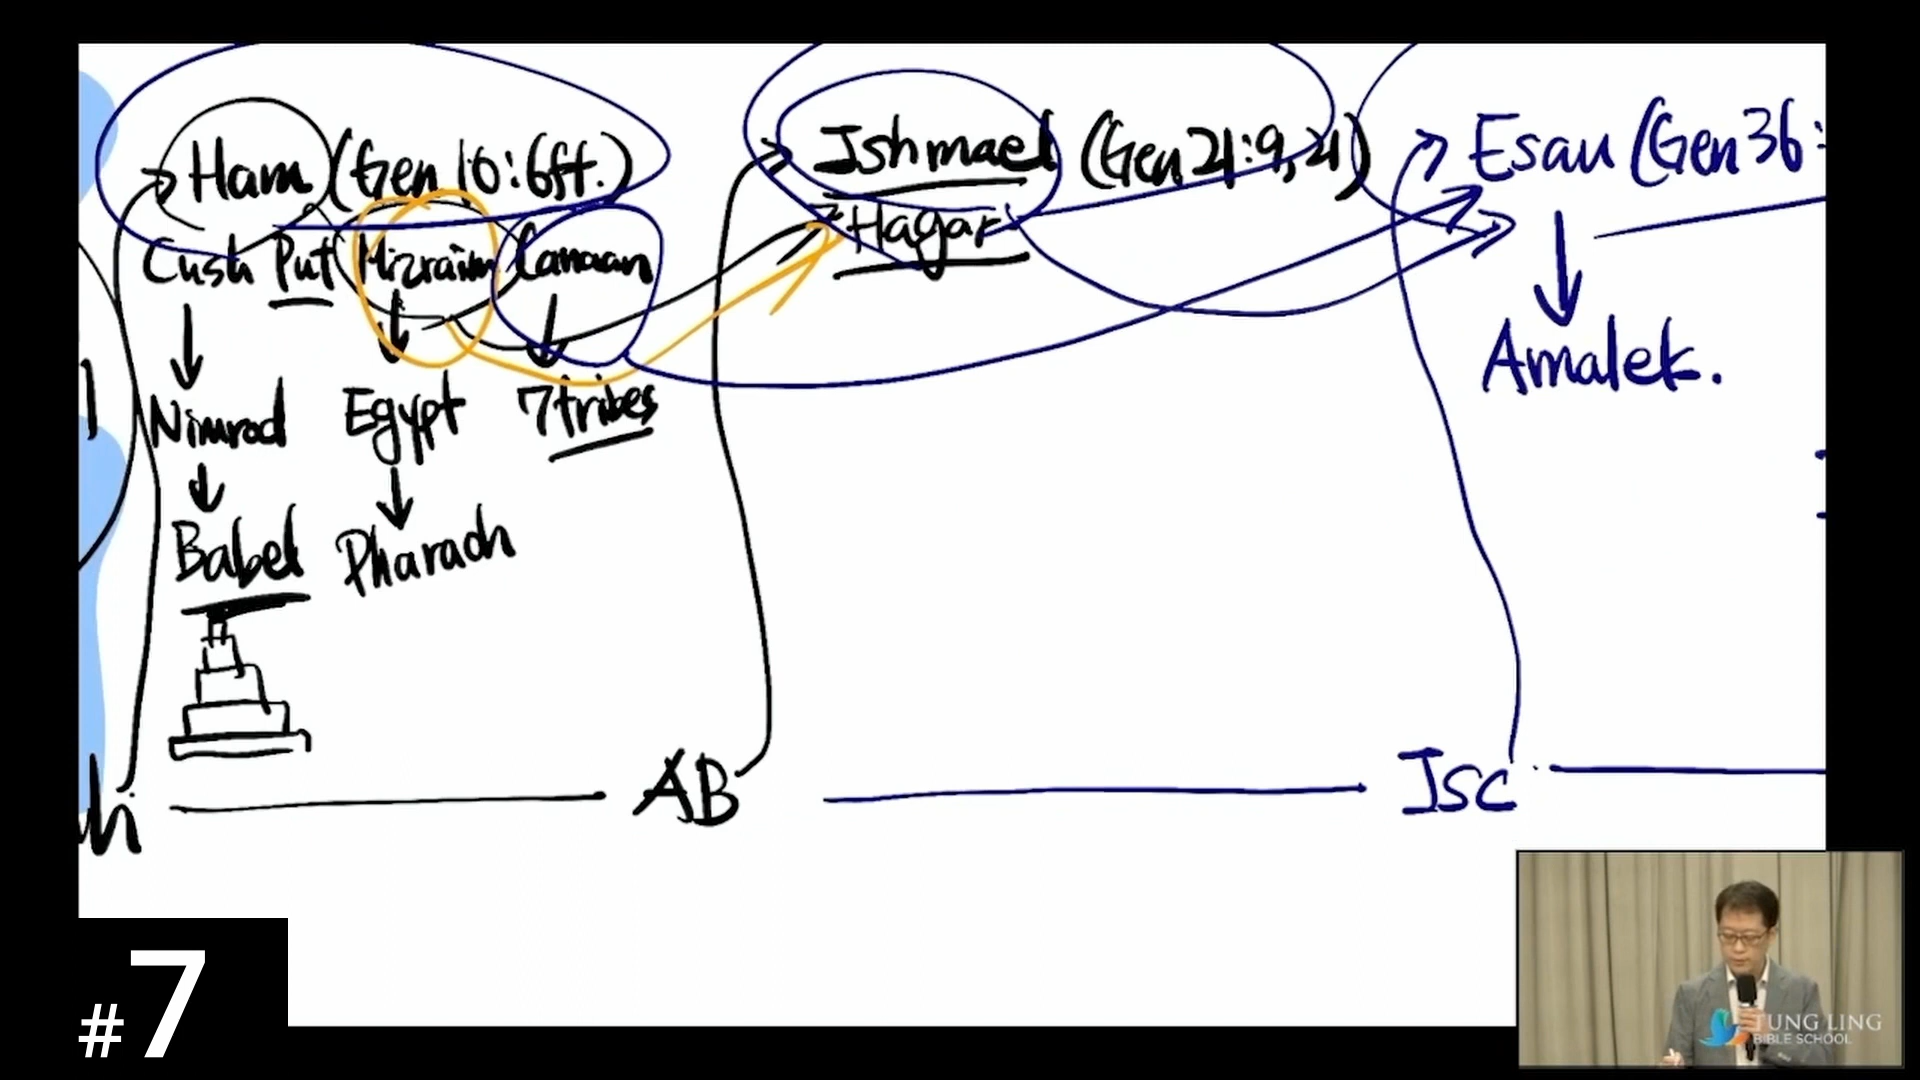 Ham (Gen 10:6ff.)
Cush Put Mizraim Canaan
Nimrod Egypt 7 tribes
Babel Pharaoh
Ishmael (Gen 21:9, 21)
Hagar
Esau (Gen 36:
Amalek.
h AB Isc
#7
TUNG LING
BIBLE SCHOOL